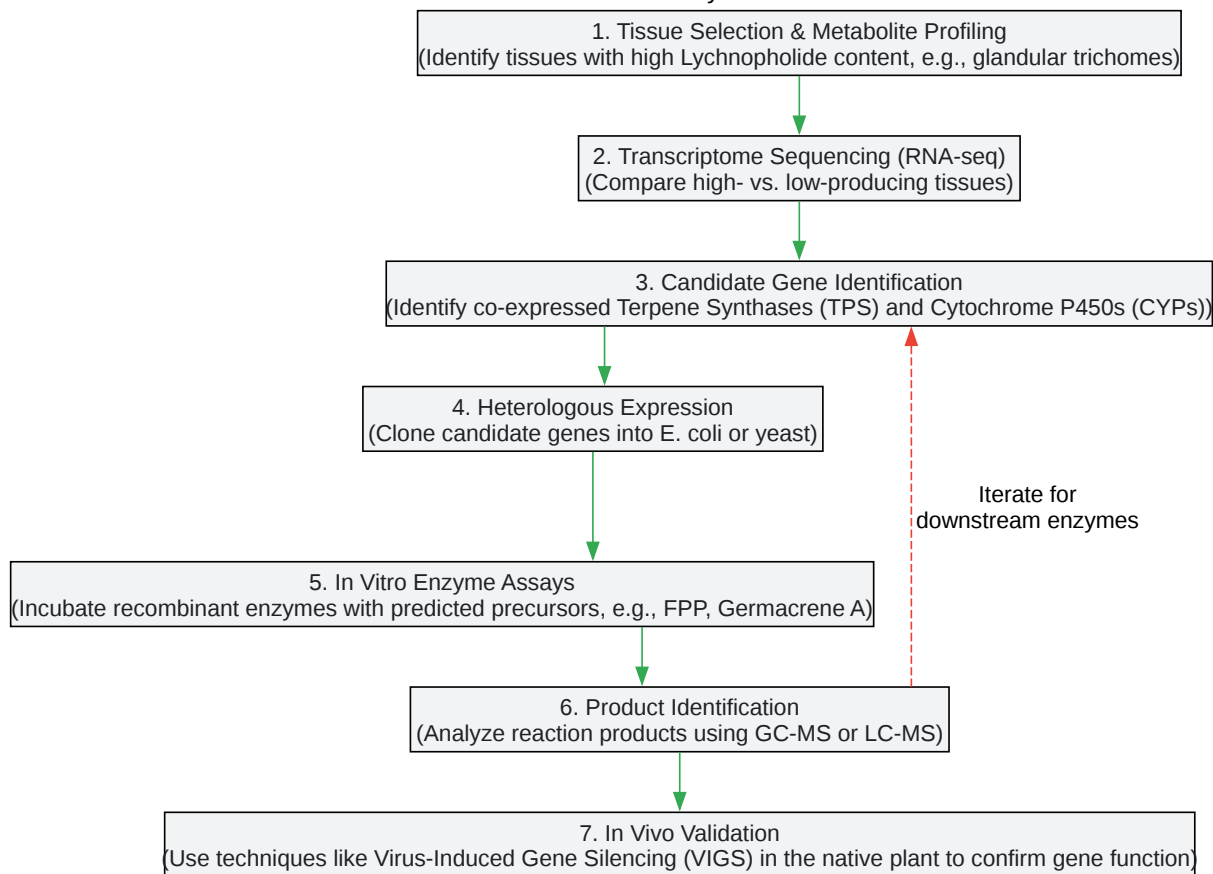 1. Tissue Selection & Metabolite Profiling
(Identify tissues with high Lychnopholide content, e.g., glandular trichomes)
2. Transcriptome Sequencing (RNA-seq)
(Compare high- vs. low-producing tissues)
3. Candidate Gene Identification
(Identify co-expressed Terpene Synthases (TPS) and Cytochrome P450s (CYPs))
4. Heterologous Expression
(Clone candidate genes into E. coli or yeast)
Iterate for
downstream enzymes
5. In Vitro Enzyme Assays
(Incubate recombinant enzymes with predicted precursors, e.g., FPP, Germacrene A)
6. Product Identification
(Analyze reaction products using GC-MS or LC-MS)
7. In Vivo Validation
(Use techniques like Virus-Induced Gene Silencing (VIGS) in the native plant to confirm gene function)